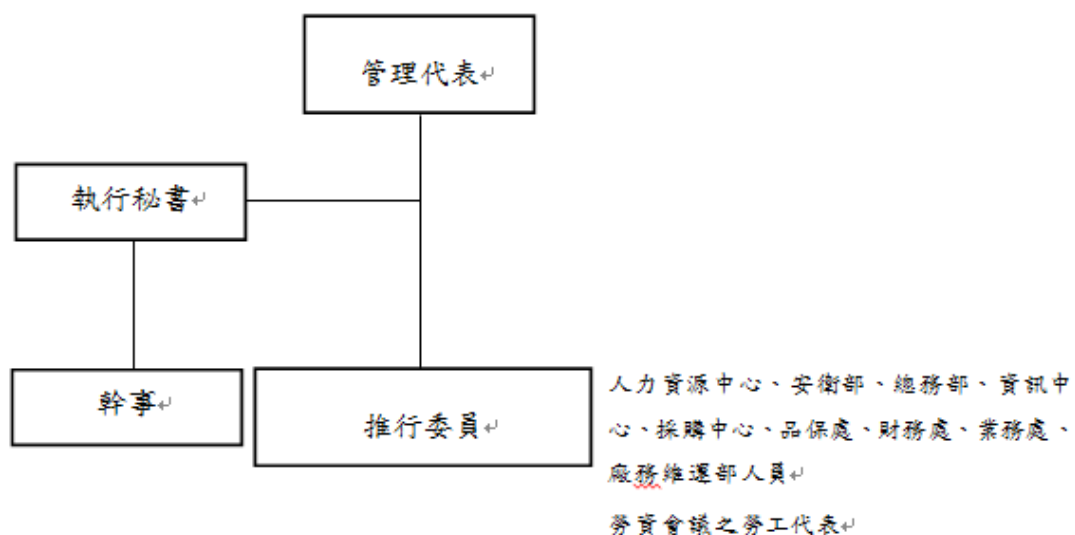 管理代表
執行秘書
幹事
推行委員
人力資源中心、安衛部、總務部、資訊中
心、採購中心、品保處、財務處、業務處、
廠務維運部人員
勞資會議之勞工代表